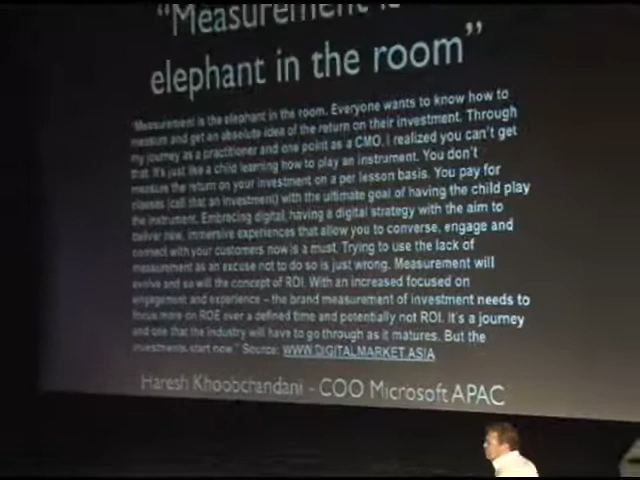 "Measurement is
elephant in the room"
"Measurement is the elephant in the room. Everyone wants to know how to
measure and get an absolute idea of the return on their investment. Through
my journey as a practitioner and one point as a CMO, I realized you can't get
that. It's just like a child learning how to play an instrument. You don't
measure the return on your investment on a per lesson basis. You pay for
classes (call that an investment) with the ultimate goal of having the child play
the instrument. Embracing digital, having a digital strategy with the aim to
deliver new, immersive experiences that allow you to converse, engage and
connect with your customers now is a must. Trying to use the lack of
measurement as an excuse not to do so is just wrong. Measurement will
evolve and so will the concept of ROI. With an increased focused on
engagement and experience – the brand measurement of investment needs to
focus more on ROE over a defined time and potentially not ROI. It's a journey
and one that the industry will have to go through as it matures. But the
investments start now." Source: WWW.DIGITALMARKET.ASIA
Haresh Khoobchandani - COO Microsoft APAC